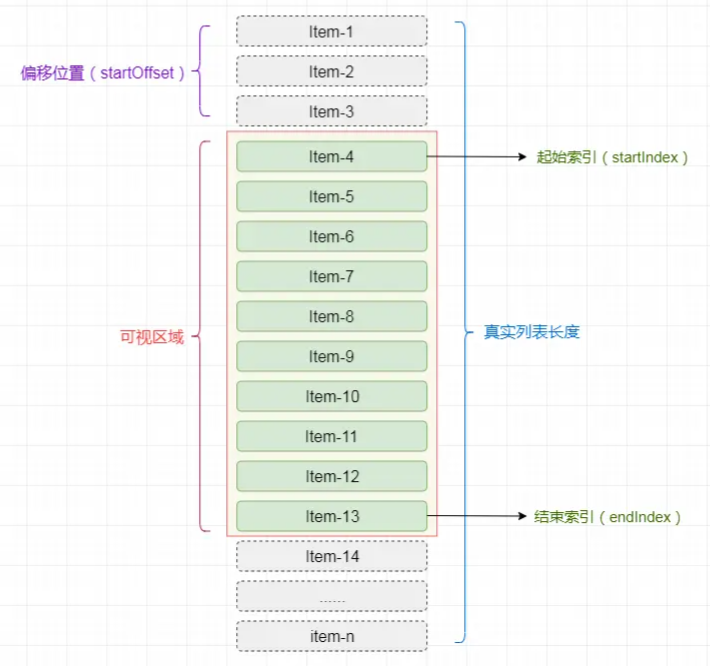 Item-1
偏移位置（startOffset）
Item-2
Item-3
Item-4
起始索引（startIndex）
Item-5
Item-6
Item-7
Item-8
可视区域
真实列表长度
Item-9
Item-10
Item-11
Item-12
Item-13
结束索引（endIndex）
Item-14
......
item-n